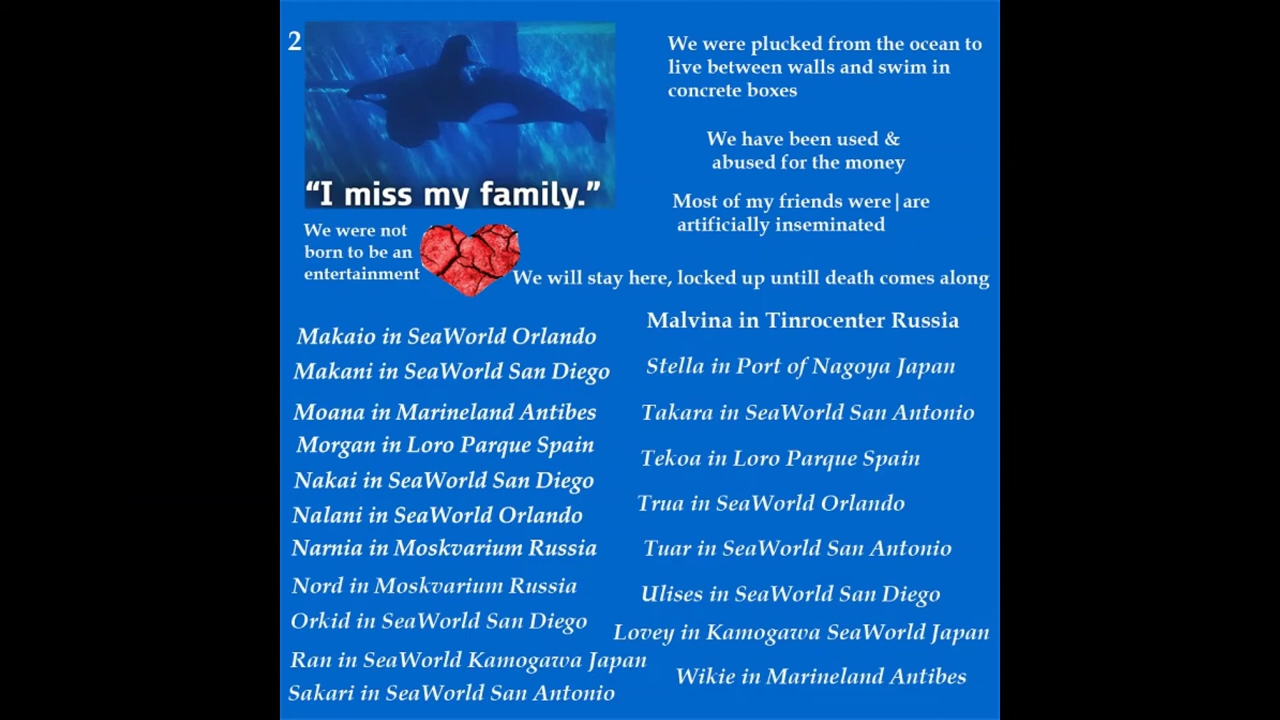 2
“I miss my family.”
We were not
born to be an
entertainment
We were plucked from the ocean to
live between walls and swim in
concrete boxes
We have been used &
abused for the money
Most of my friends were|are
artificially inseminated
We will stay here, locked up untill death comes along
Makaio in SeaWorld Orlando
Makani in SeaWorld San Diego
Moana in Marineland Antibes
Morgan in Loro Parque Spain
Nakai in SeaWorld San Diego
Nalani in SeaWorld Orlando
Narnia in Moskvarium Russia
Nord in Moskvarium Russia
Orkid in SeaWorld San Diego
Ran in SeaWorld Kamogawa Japan
Sakari in SeaWorld San Antonio
Malvina in Tinrocenter Russia
Stella in Port of Nagoya Japan
Takara in SeaWorld San Antonio
Tekoa in Loro Parque Spain
Trua in SeaWorld Orlando
Tuar in SeaWorld San Antonio
Ulises in SeaWorld San Diego
Lovey in Kamogawa SeaWorld Japan
Wikie in Marineland Antibes